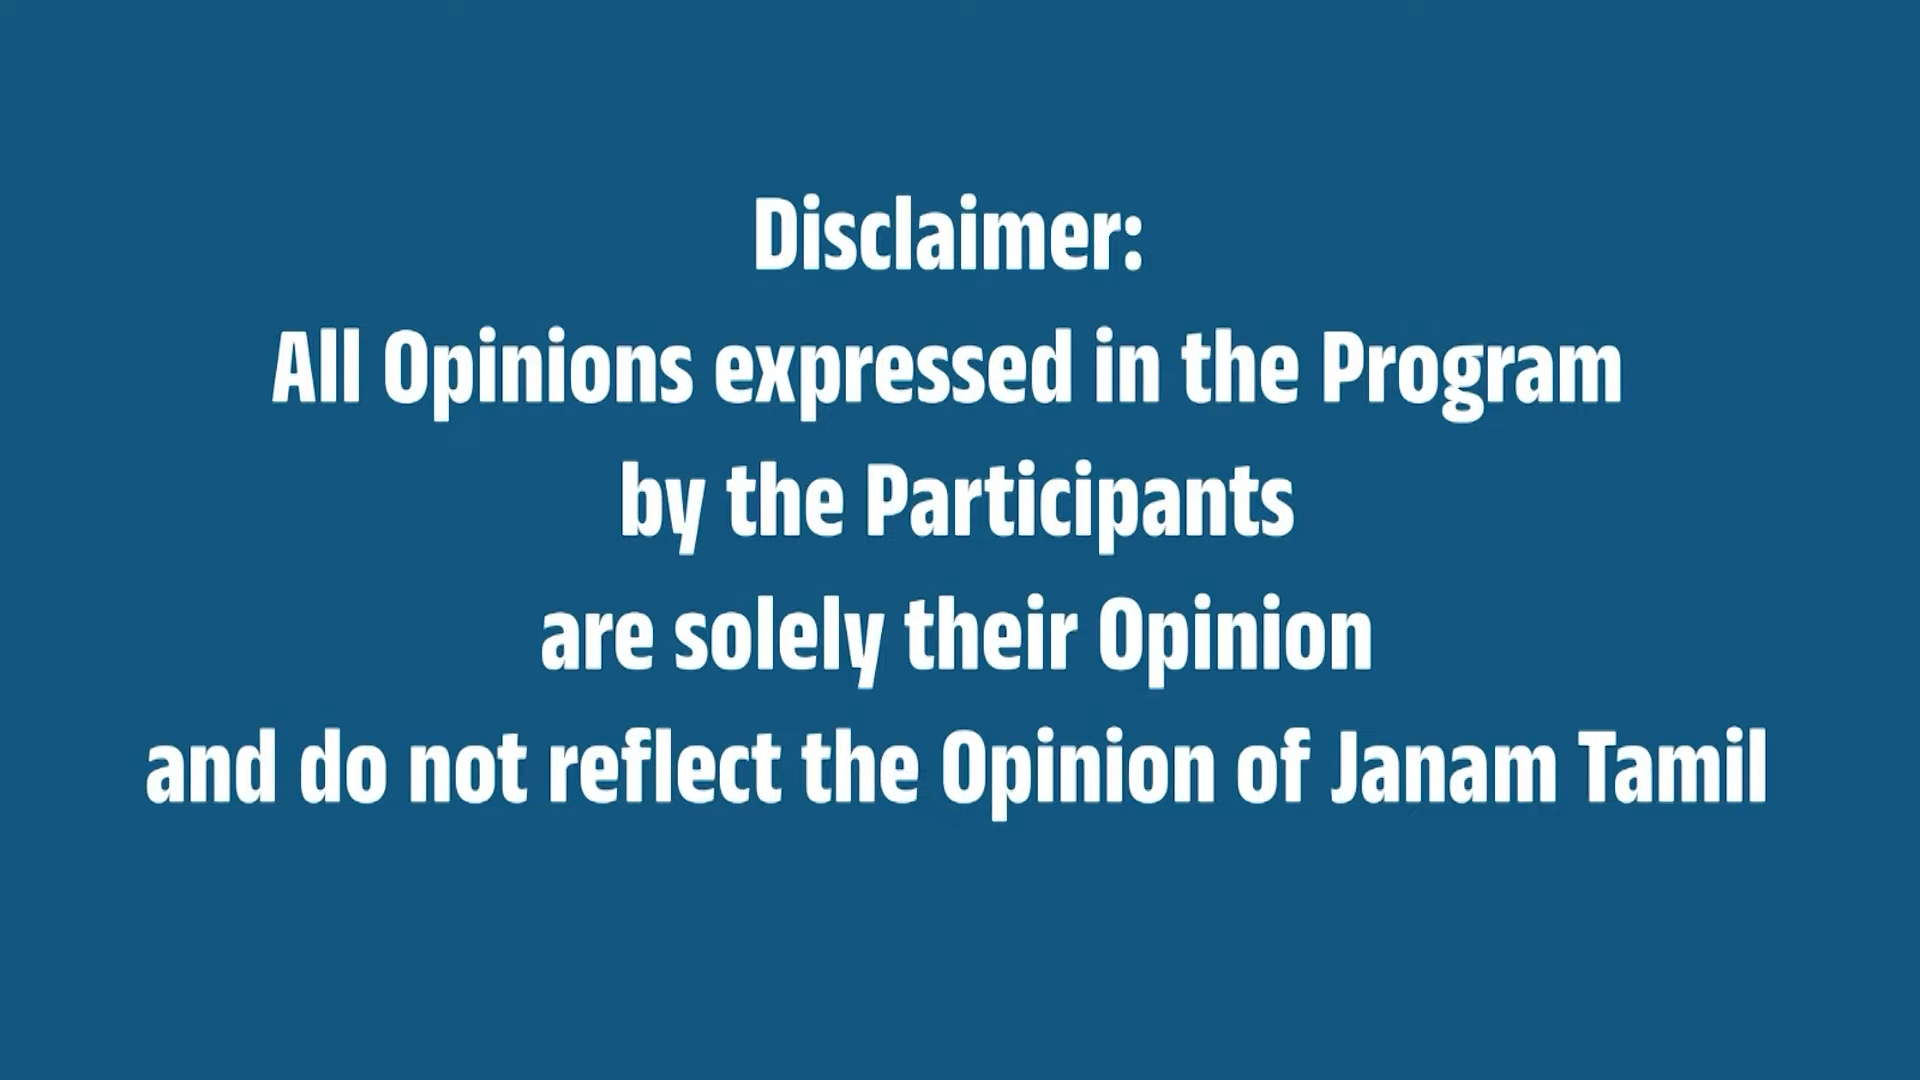 Disclaimer:
All Opinions expressed in the Program
by the Participants
are solely their Opinion
and do not reflect the Opinion of Janam Tamil